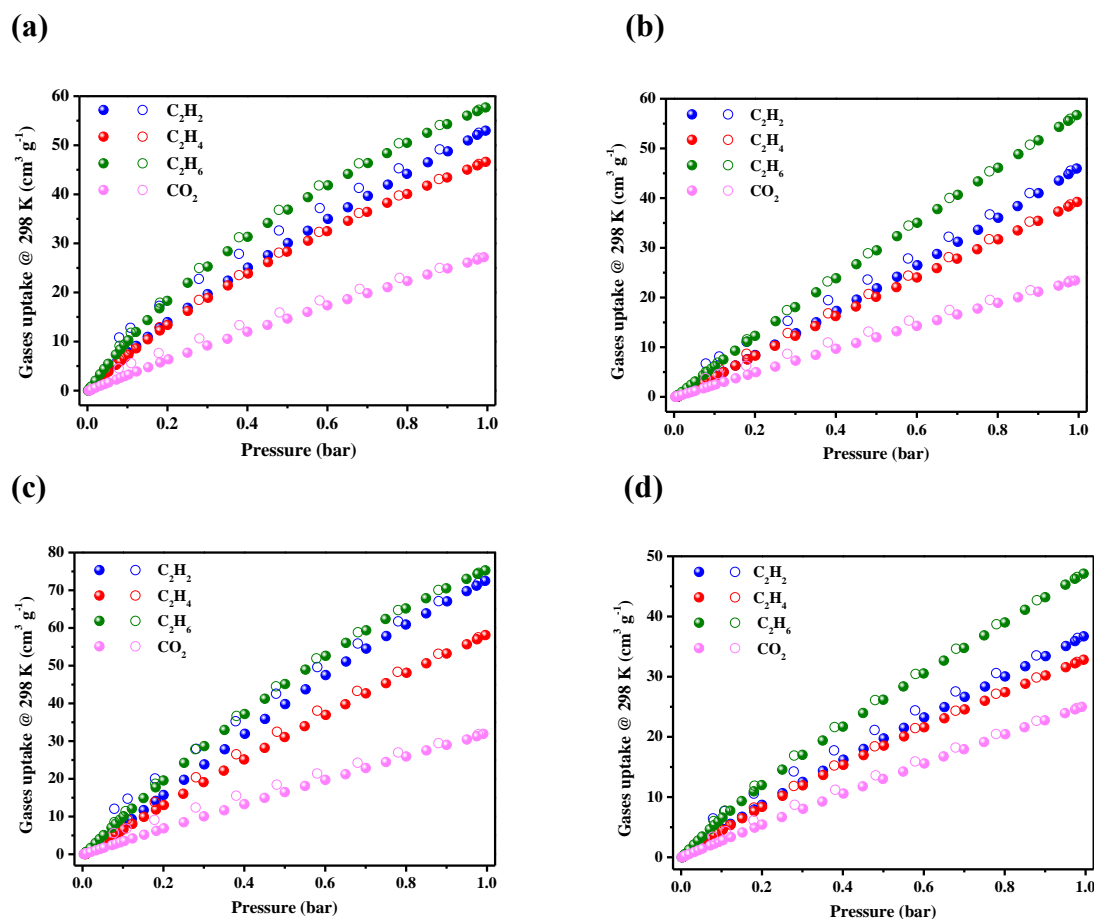 (a)
Gases uptake @ 298 K (cm³ g⁻¹)
60
50
40
30
20
10
0
C₂H₂
C₂H₄
C₂H₆
CO₂
0.0 0.2 0.4 0.6 0.8 1.0
Pressure (bar)
(b)
Gases uptake @ 298 K (cm³ g⁻¹)
60
50
40
30
20
10
0
C₂H₂
C₂H₄
C₂H₆
CO₂
0.0 0.2 0.4 0.6 0.8 1.0
Pressure (bar)
(c)
Gases uptake @ 298 K (cm³ g⁻¹)
80
70
60
50
40
30
20
10
0
C₂H₂
C₂H₄
C₂H₆
CO₂
0.0 0.2 0.4 0.6 0.8 1.0
Pressure (bar)
(d)
Gases uptake @ 298 K (cm³ g⁻¹)
50
40
30
20
10
0
C₂H₂
C₂H₄
C₂H₆
CO₂
0.0 0.2 0.4 0.6 0.8 1.0
Pressure (bar)